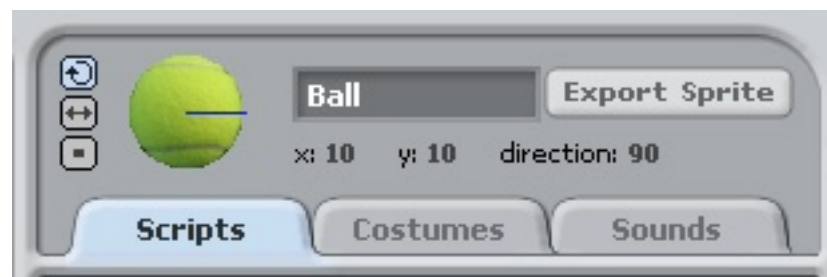 Ball Export Sprite
x: 10 y: 10 direction: 90
Scripts Costumes Sounds